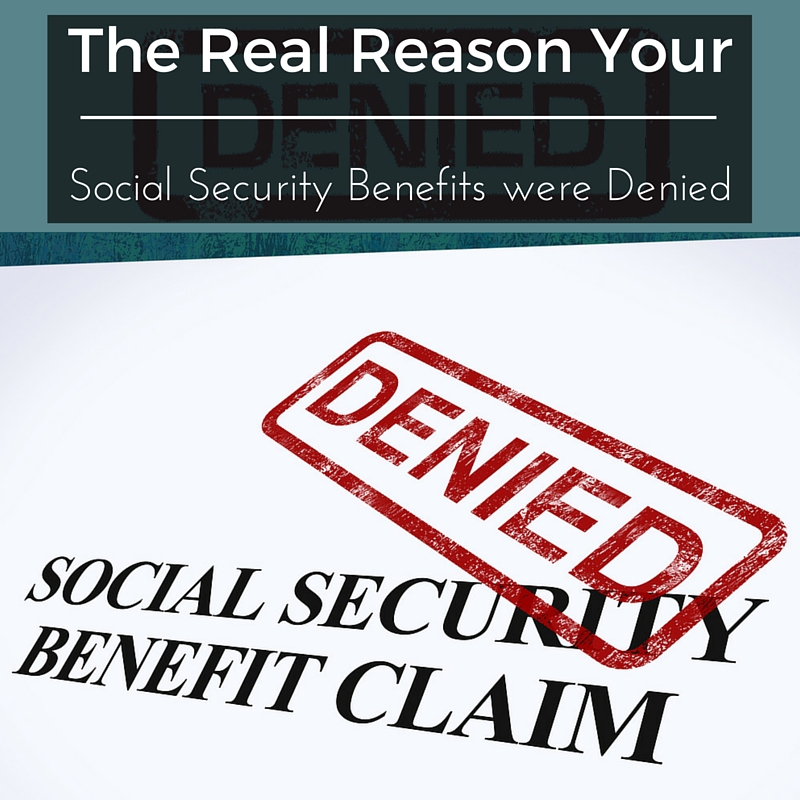 The Real Reason Your
DENIED
Social Security Benefits were Denied
DENIED
SOCIAL SECURITY
BENEFIT CLAIM